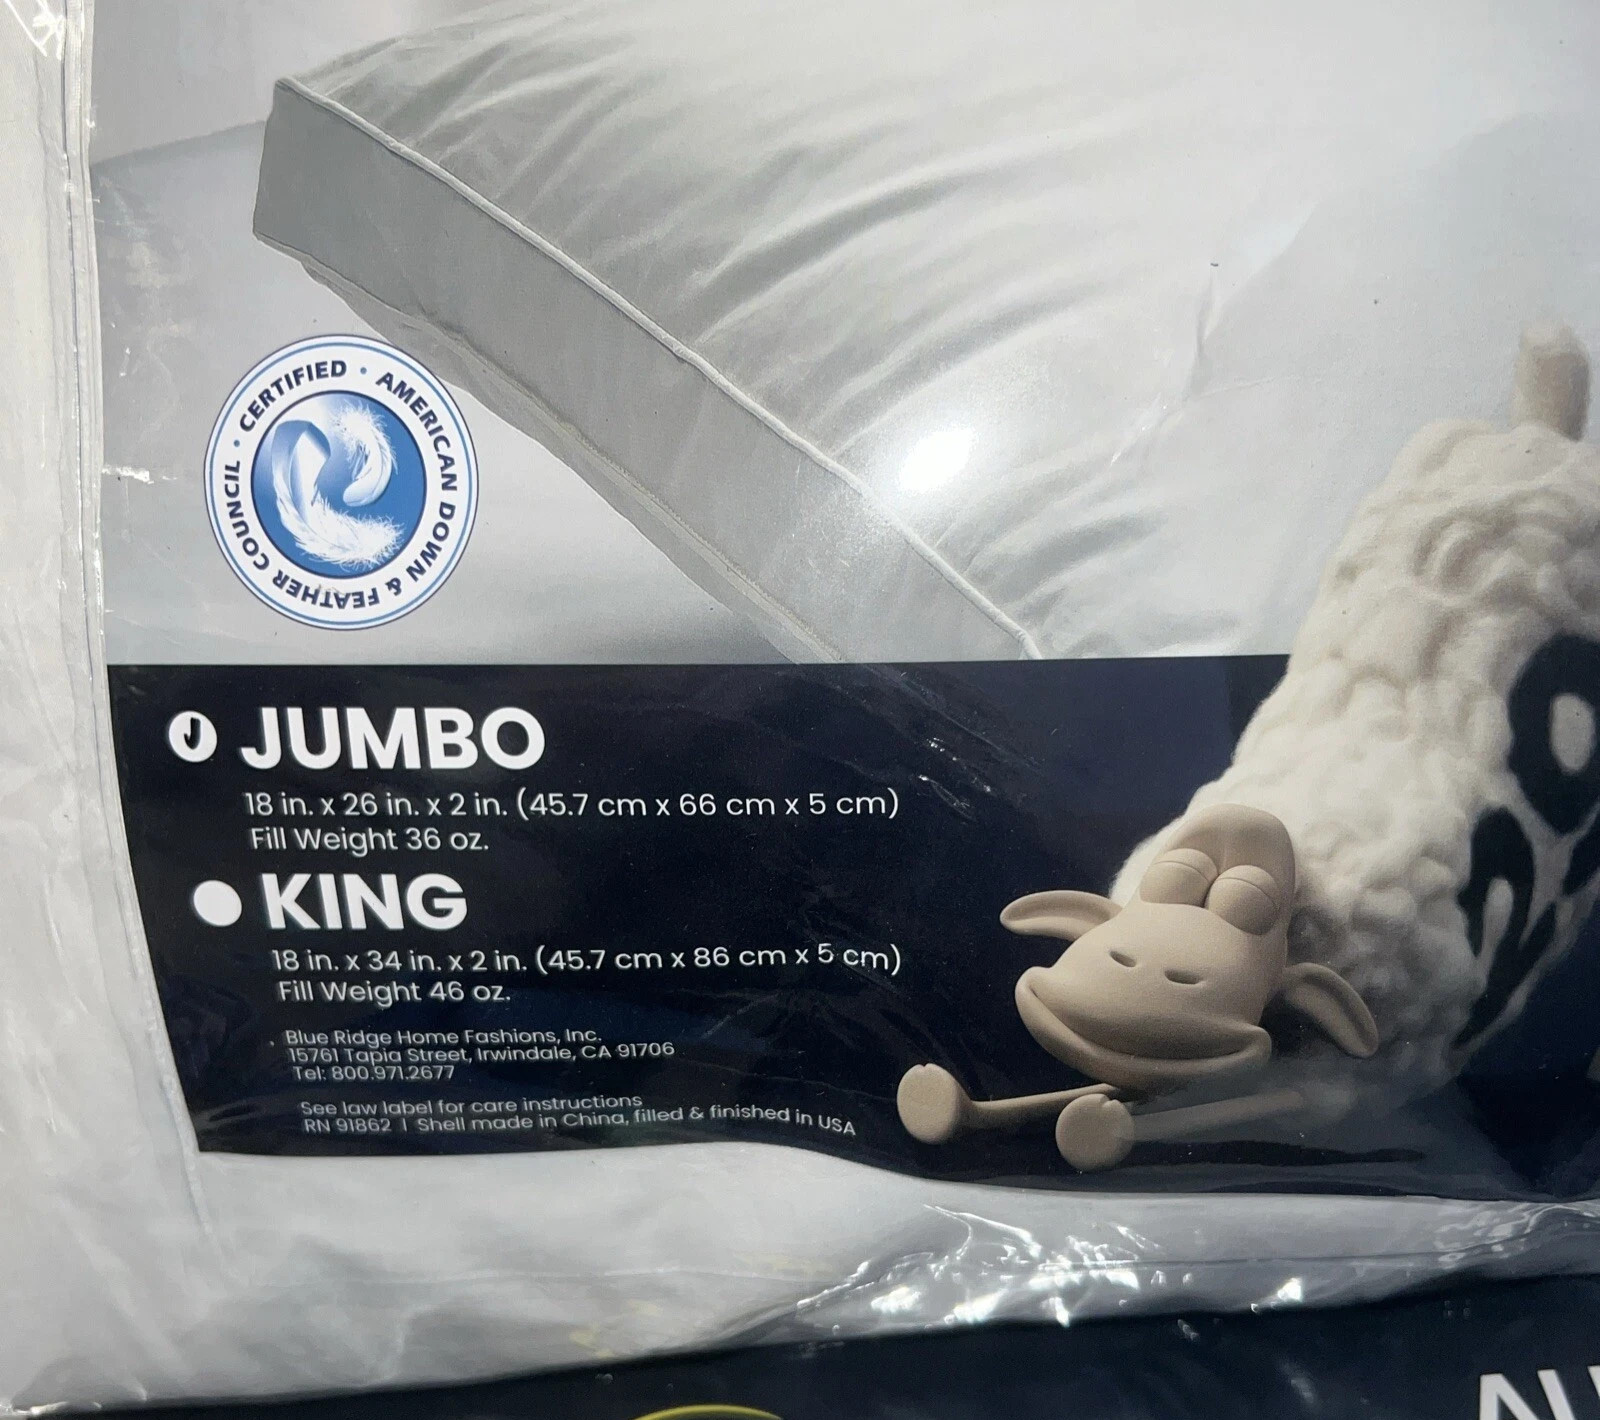 CERTIFIED • AMERICAN DOWN & FEATHER COUNCIL •
JUMBO
18 in. x 26 in. x 2 in. (45.7 cm x 66 cm x 5 cm)
Fill Weight 36 oz.
KING
18 in. x 34 in. x 2 in. (45.7 cm x 86 cm x 5 cm)
Fill Weight 46 oz.
Blue Ridge Home Fashions, Inc.
15761 Tapia Street, Irwindale, CA 91706
Tel: 800.971.2677
See law label for care instructions
RN 91862 | Shell made in China, filled & finished in USA